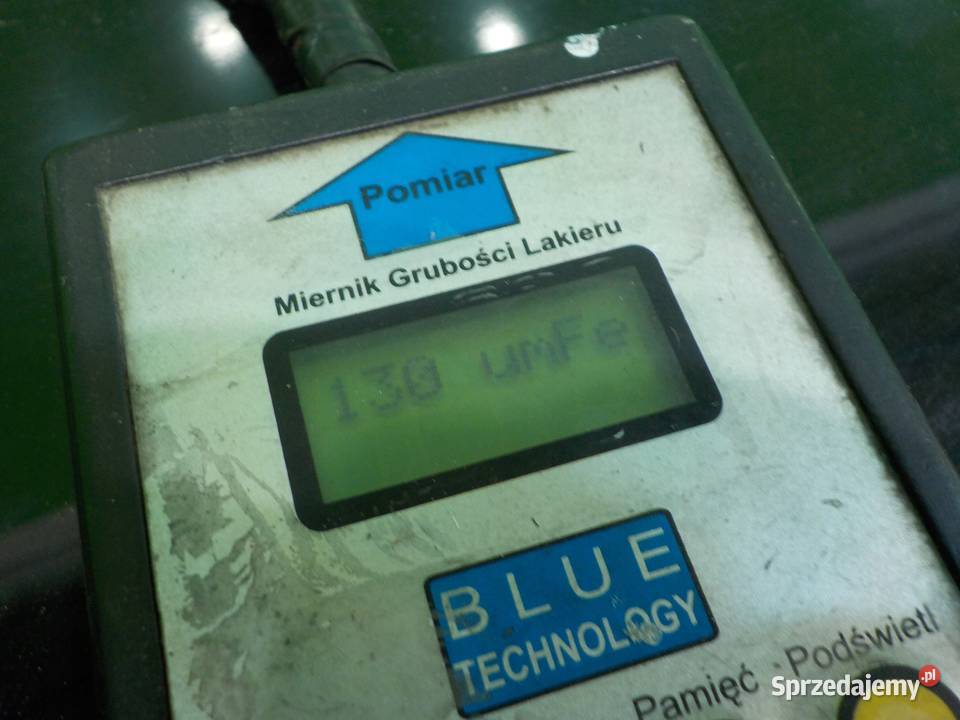 Pomiar
Miernik Grubości Lakieru
130 umFe
BLUE
TECHNOLOGY
Pamięć Podświetl
Sprzedajemy.pl